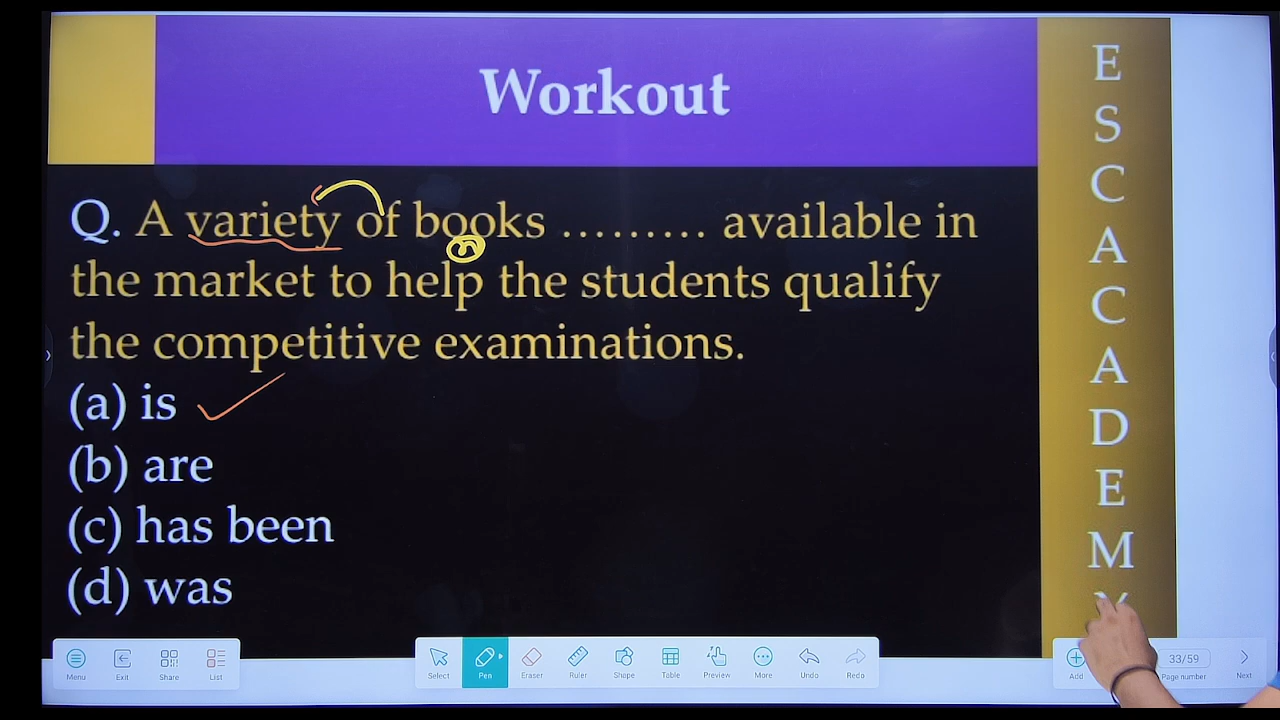 Workout
Q. A variety of books ......... available in
the market to help the students qualify
the competitive examinations.
(a) is
(b) are
(c) has been
(d) was
E
S
C
A
C
A
D
E
M
Y
Menu
Exit
Share
List
Select
Pen
Eraser
Ruler
Shape
Table
Preview
More
Undo
Redo
Add
33/59
Page number
Next